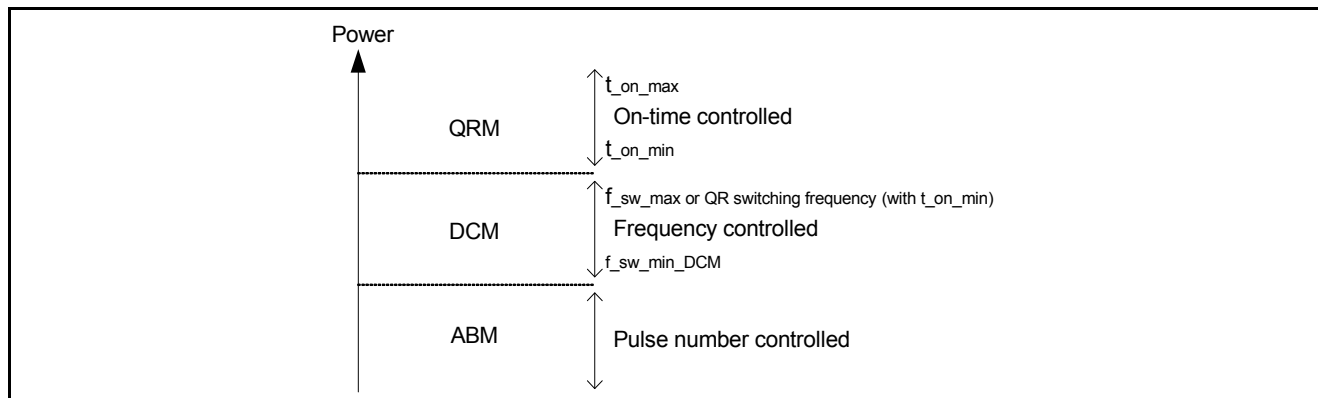 Power
t_on_max
QRM
On-time controlled
t_on_min
f_sw_max or QR switching frequency (with t_on_min)
DCM
Frequency controlled
f_sw_min_DCM
ABM
Pulse number controlled